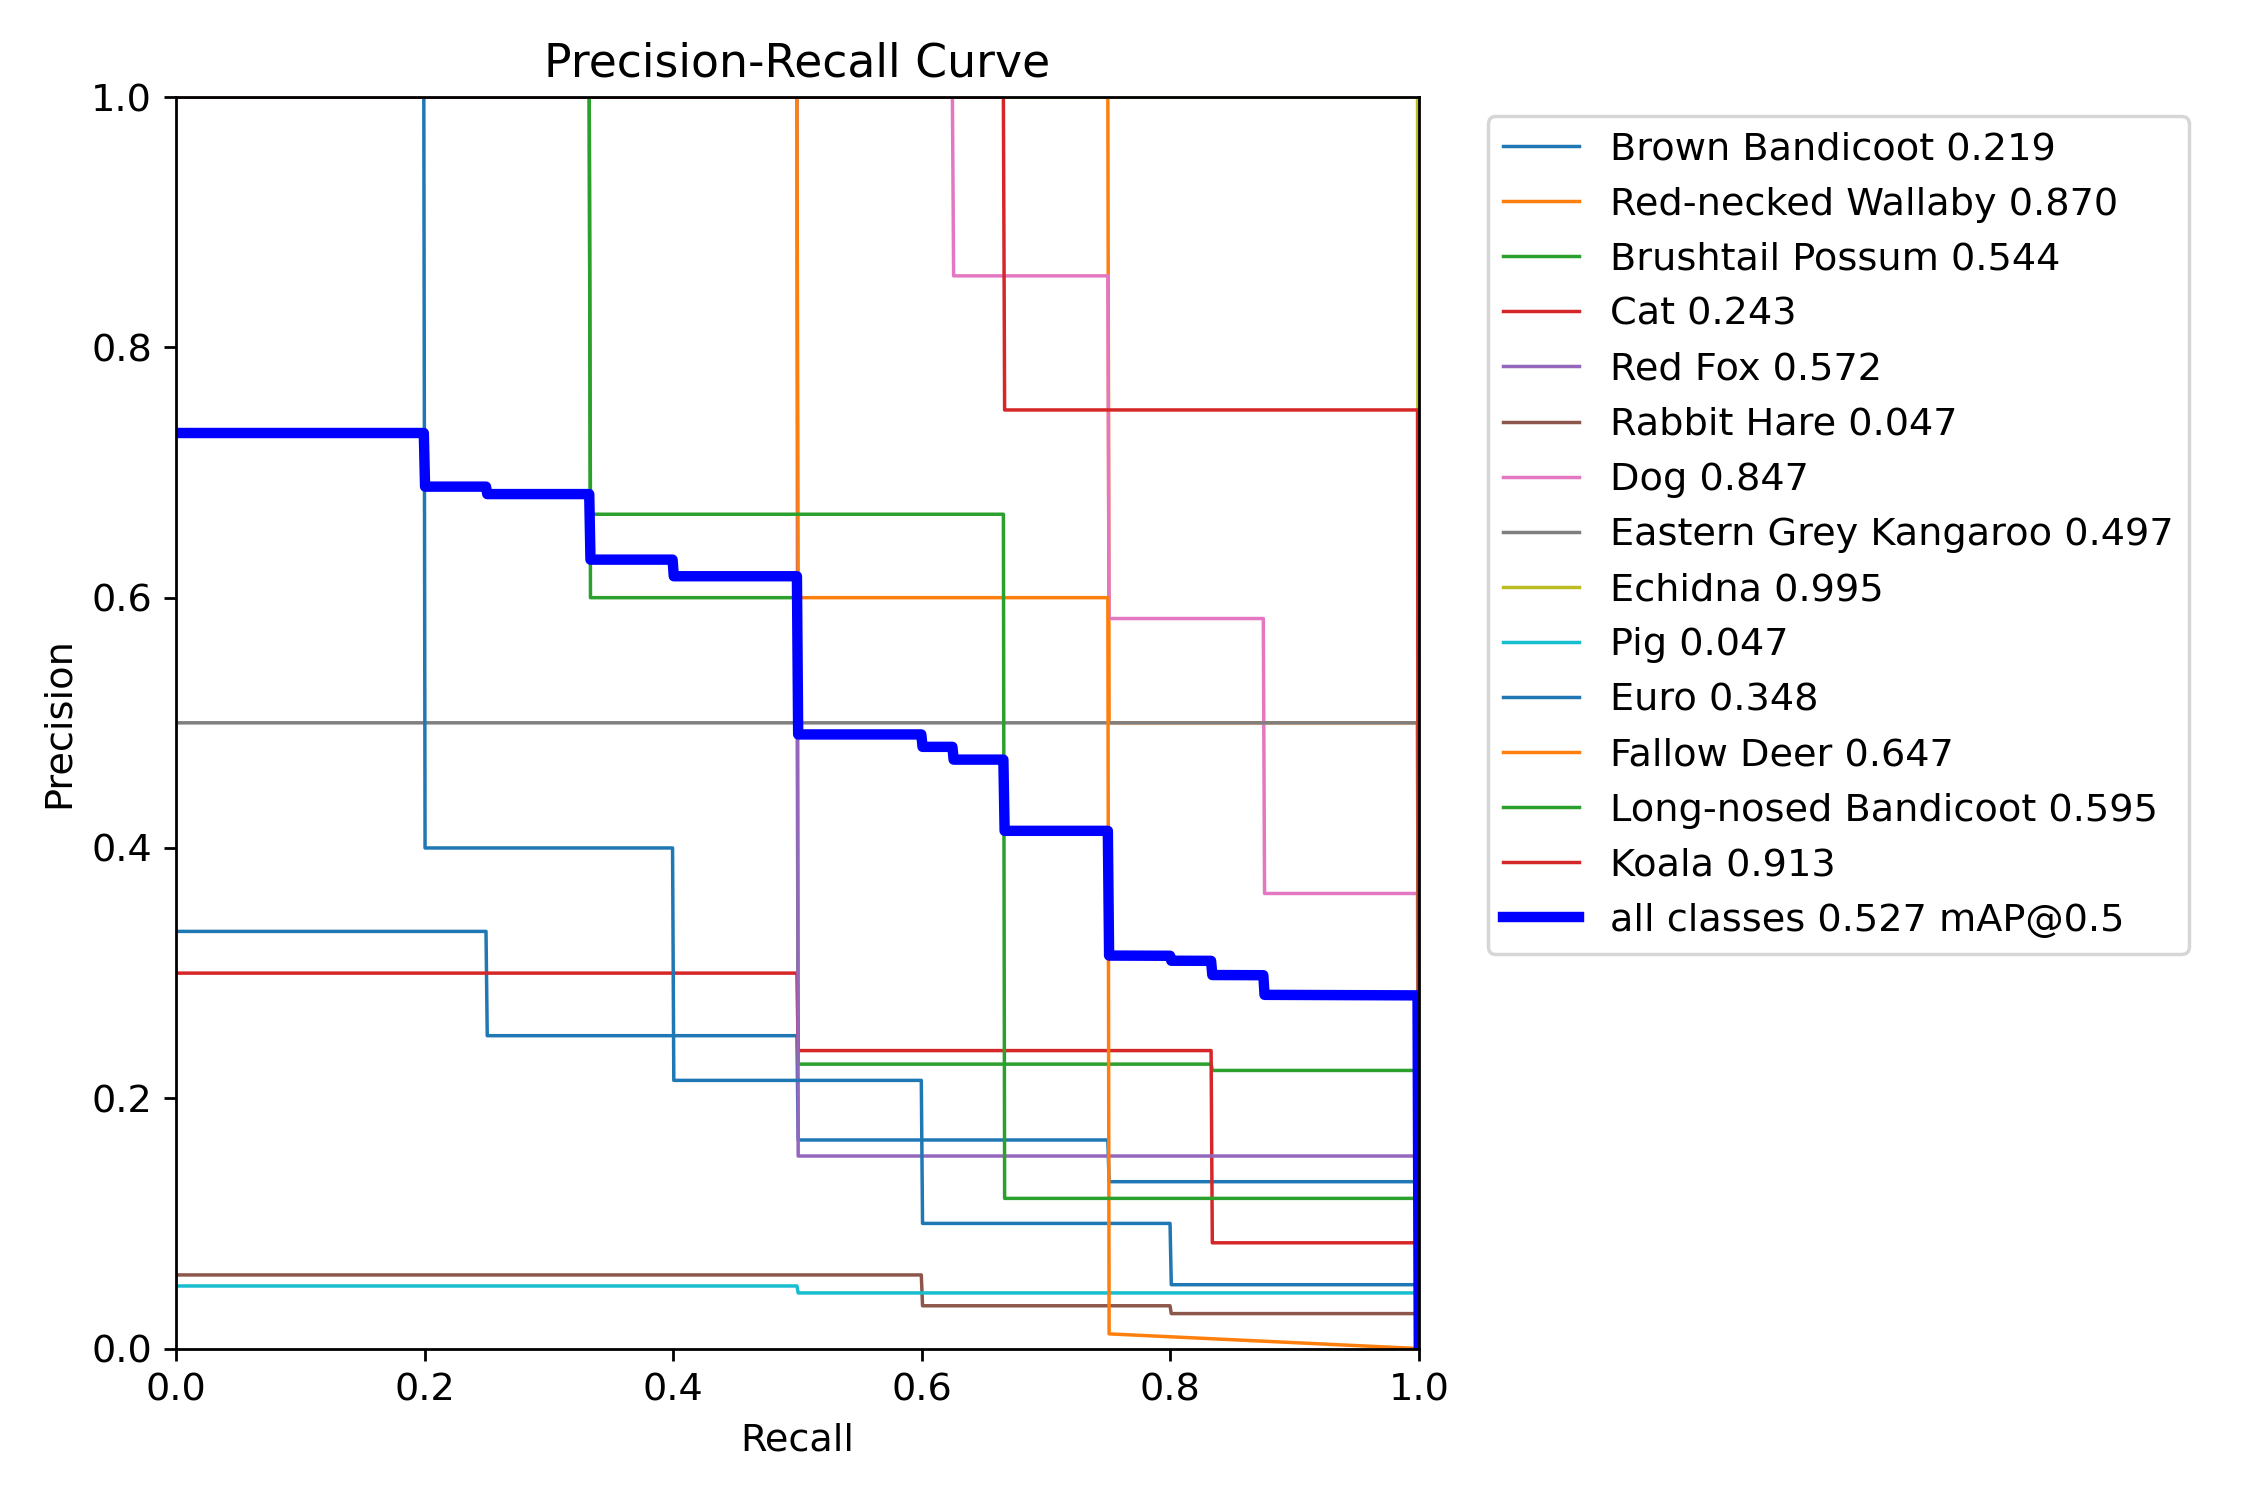 Precision-Recall Curve
1.0
0.8
0.6
0.4
0.2
0.0
Precision
0.0 0.2 0.4 0.6 0.8 1.0
Recall
Brown Bandicoot 0.219
Red-necked Wallaby 0.870
Brushtail Possum 0.544
Cat 0.243
Red Fox 0.572
Rabbit Hare 0.047
Dog 0.847
Eastern Grey Kangaroo 0.497
Echidna 0.995
Pig 0.047
Euro 0.348
Fallow Deer 0.647
Long-nosed Bandicoot 0.595
Koala 0.913
all classes 0.527 mAP@0.5